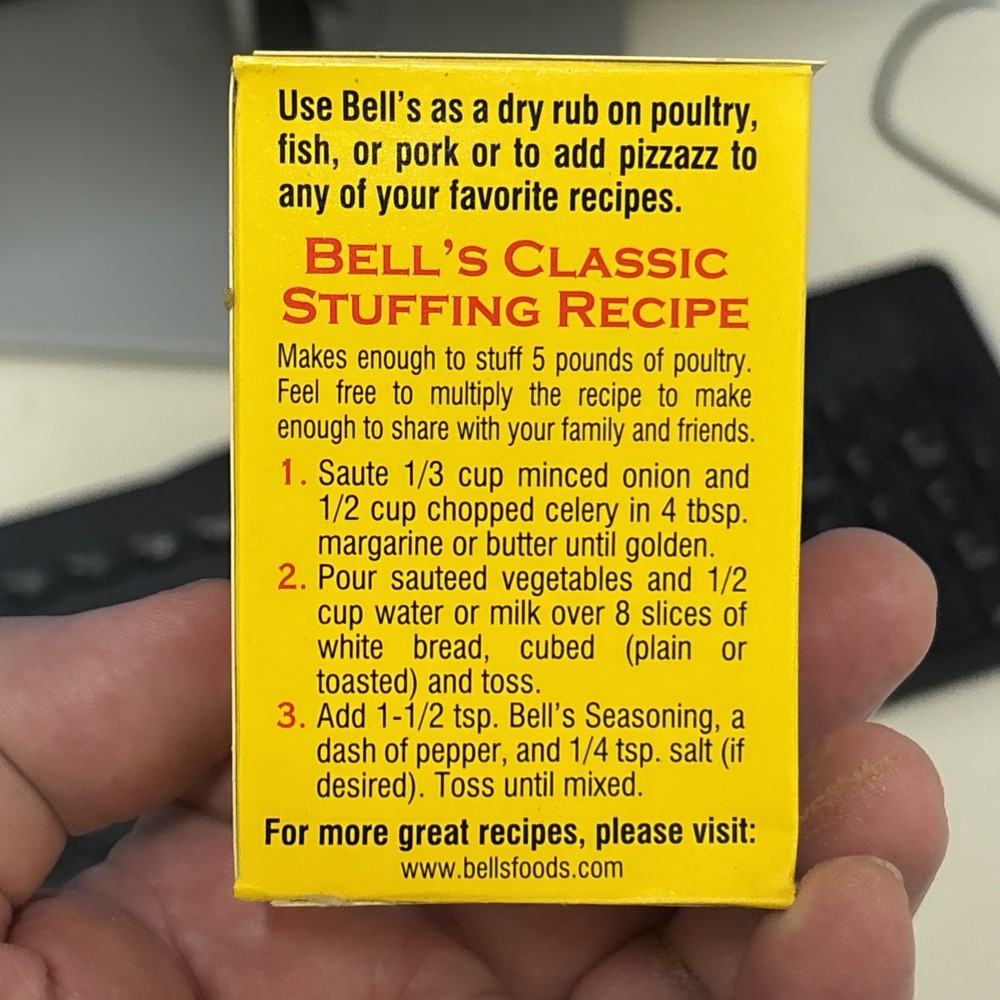 Use Bell's as a dry rub on poultry,
fish, or pork or to add pizzazz to
any of your favorite recipes.
BELL'S CLASSIC
STUFFING RECIPE
Makes enough to stuff 5 pounds of poultry.
Feel free to multiply the recipe to make
enough to share with your family and friends.
1. Saute 1/3 cup minced onion and
1/2 cup chopped celery in 4 tbsp.
margarine or butter until golden.
2. Pour sauteed vegetables and 1/2
cup water or milk over 8 slices of
white bread, cubed (plain or
toasted) and toss.
3. Add 1-1/2 tsp. Bell's Seasoning, a
dash of pepper, and 1/4 tsp. salt (if
desired). Toss until mixed.
For more great recipes, please visit:
www.bellsfoods.com